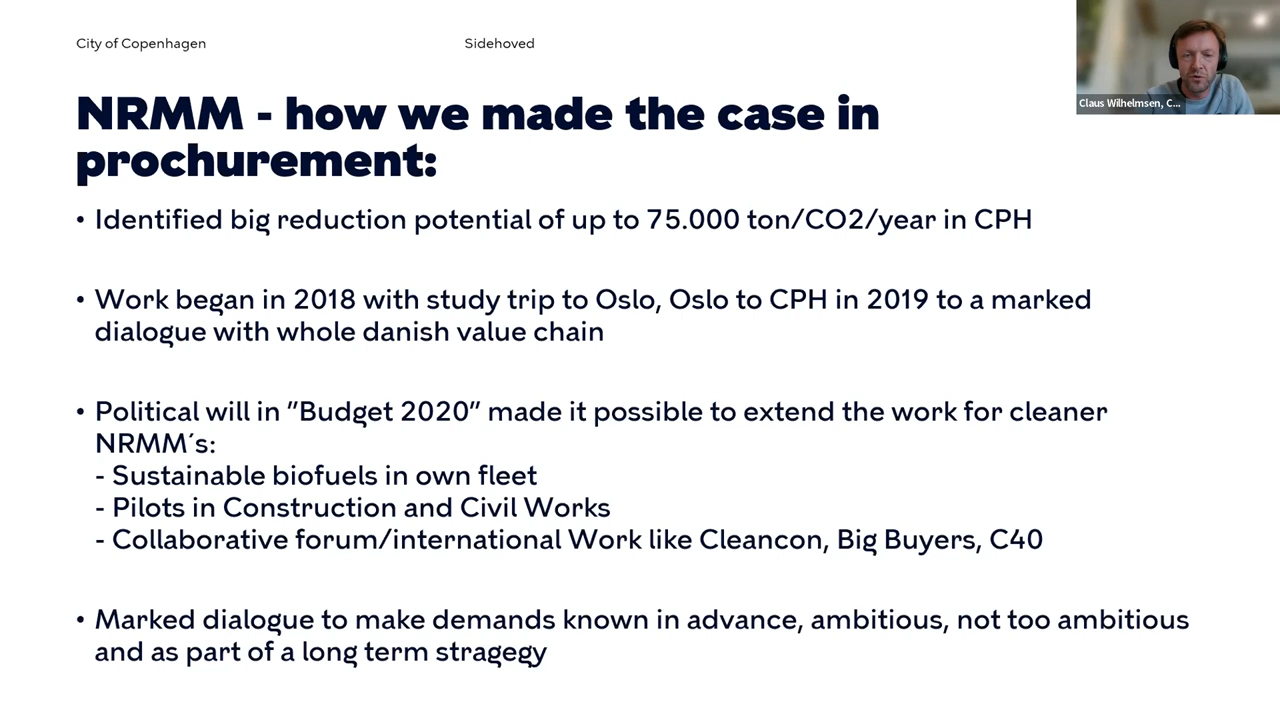 City of Copenhagen
Sidehoved
Claus Wilhelmsen, C...
NRMM - how we made the case in
prochurement:
• Identified big reduction potential of up to 75.000 ton/CO2/year in CPH
• Work began in 2018 with study trip to Oslo, Oslo to CPH in 2019 to a marked
dialogue with whole danish value chain
• Political will in ”Budget 2020” made it possible to extend the work for cleaner
NRMM´s:
- Sustainable biofuels in own fleet
- Pilots in Construction and Civil Works
- Collaborative forum/international Work like Cleancon, Big Buyers, C40
• Marked dialogue to make demands known in advance, ambitious, not too ambitious
and as part of a long term stragegy